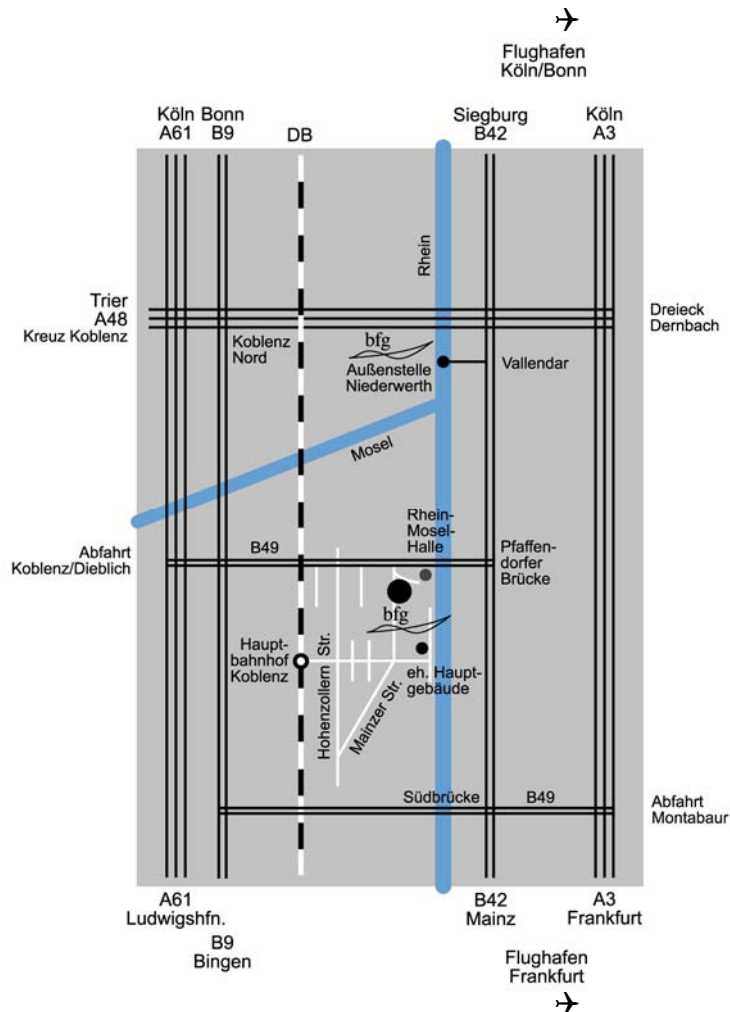 Flughafen
Köln/Bonn
Köln
A61
Bonn
B9
DB
Siegburg
B42
Köln
A3
Rhein
Trier
A48
Kreuz Koblenz
Dreieck
Dernbach
Koblenz
Nord
bfg
Außenstelle
Niederwerth
Vallendar
Mosel
Rhein-
Mosel-
Halle
Abfahrt
Koblenz/Dieblich
B49
Pfaffen-
dorfer
Brücke
bfg
Haupt-
bahnhof
Koblenz
Hohenzollern Str.
Mainzer Str.
eh. Haupt-
gebäude
Südbrücke
B49
Abfahrt
Montabaur
A61
Ludwigshfn.
B9
Bingen
B42
Mainz
A3
Frankfurt
Flughafen
Frankfurt